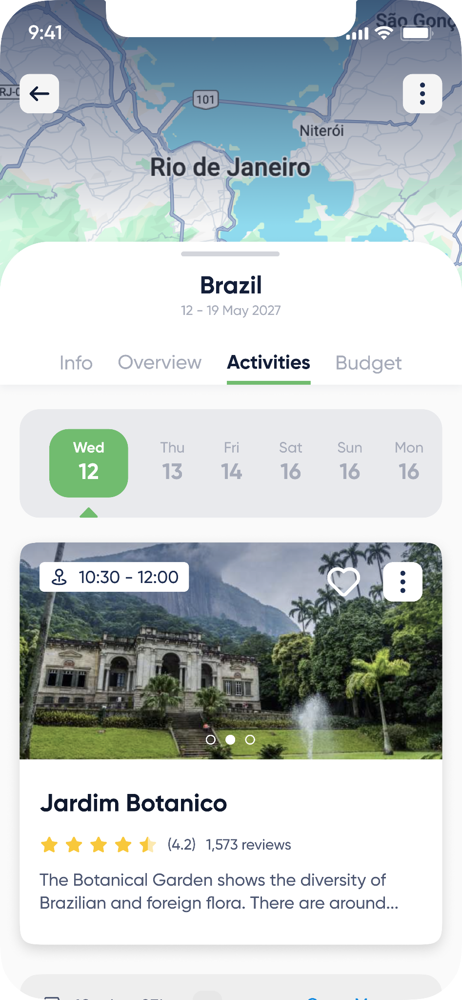 São Gonç
9:41
RJ-0
101
Niterói
Rio de Janeiro
Brazil
12 - 19 May 2027
Info Overview Activities Budget
Wed Thu Fri Sat Sun Mon
12 13 14 16 16 16
10:30 - 12:00
Jardim Botanico
(4.2) 1,573 reviews
The Botanical Garden shows the diversity of
Brazilian and foreign flora. There are around...